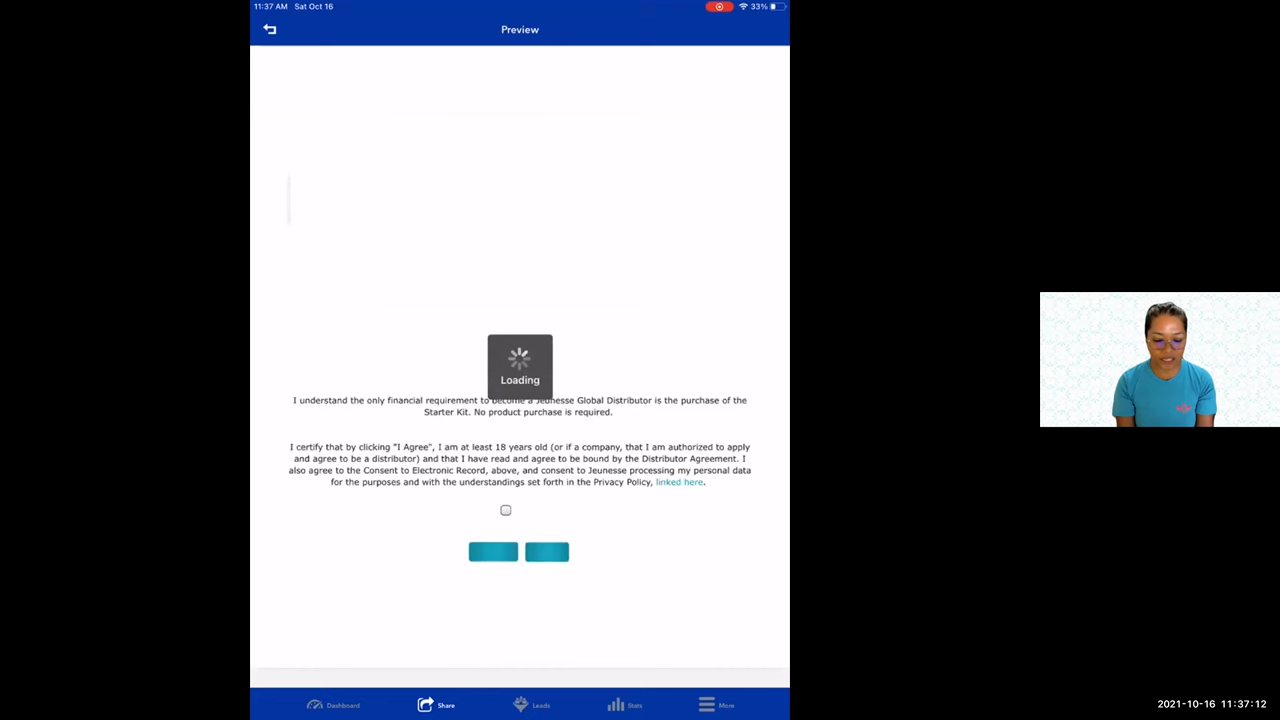 11:37 AM Sat Oct 16
33%
Preview
Loading
I understand the only financial requirement to become a Jeunesse Global Distributor is the purchase of the
Starter Kit. No product purchase is required.
I certify that by clicking "I Agree", I am at least 18 years old (or if a company, that I am authorized to apply
and agree to be a distributor) and that I have read and agree to be bound by the Distributor Agreement. I
also agree to the Consent to Electronic Record, above, and consent to Jeunesse processing my personal data
for the purposes and with the understandings set forth in the Privacy Policy, linked here.
Dashboard Share Leads Stats More
2021-10-16 11:37:12